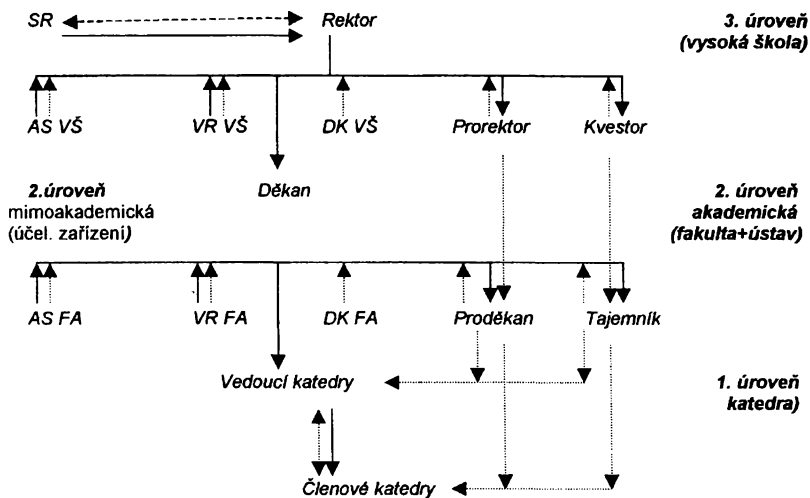 SR Rektor 3. úroveň
(vysoká škola)
AS VŠ VR VŠ DK VŠ Prorektor Kvestor
Děkan
2.úroveň 2. úroveň
mimoakademická akademická
(účel. zařízení) (fakulta+ústav)
AS FA VR FA DK FA Proděkan Tajemník
Vedoucí katedry 1. úroveň
katedra)
Členové katedry